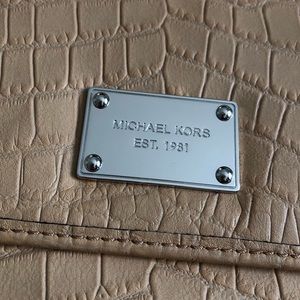 MICHAEL KORS
EST. 1981